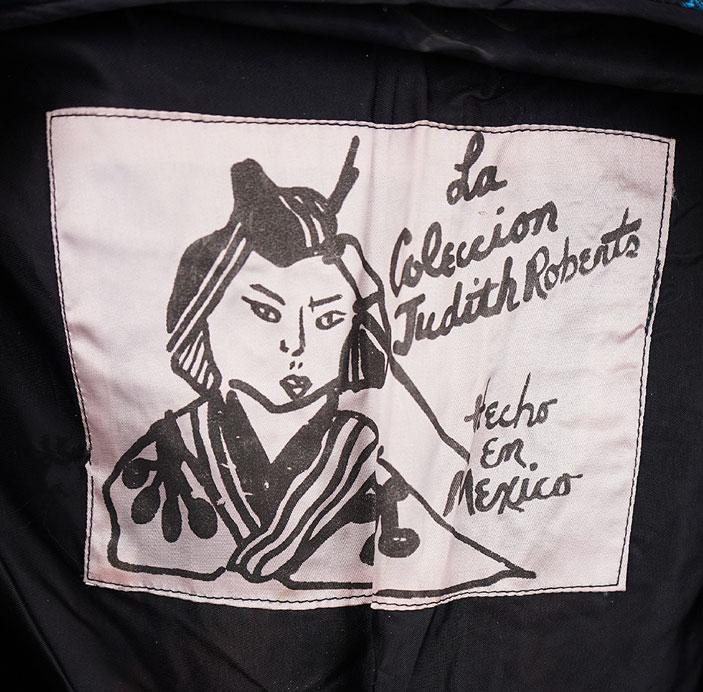 La
Coleccion
Judith Roberts
Hecho
En
Mexico